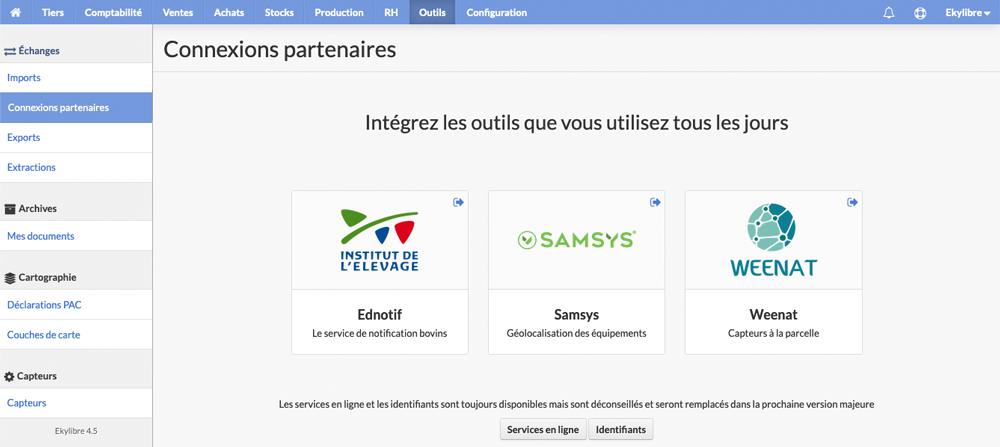 Tiers Comptabilité Ventes Achats Stocks Production RH Outils Configuration Ekylibre
Échanges
Imports
Connexions partenaires
Exports
Extractions
Archives
Mes documents
Cartographie
Déclarations PAC
Couches de carte
Capteurs
Capteurs
Ekylibre 4.5
Connexions partenaires
Intégrez les outils que vous utilisez tous les jours
INSTITUT DE
L'ELEVAGE
Ednotif
Le service de notification bovins
SAMSYS
Samsys
Géolocalisation des équipements
WEENAT
Weenat
Capteurs à la parcelle
Les services en ligne et les identifiants sont toujours disponibles mais sont déconseillés et seront remplacés dans la prochaine version majeure
Services en ligne Identifiants